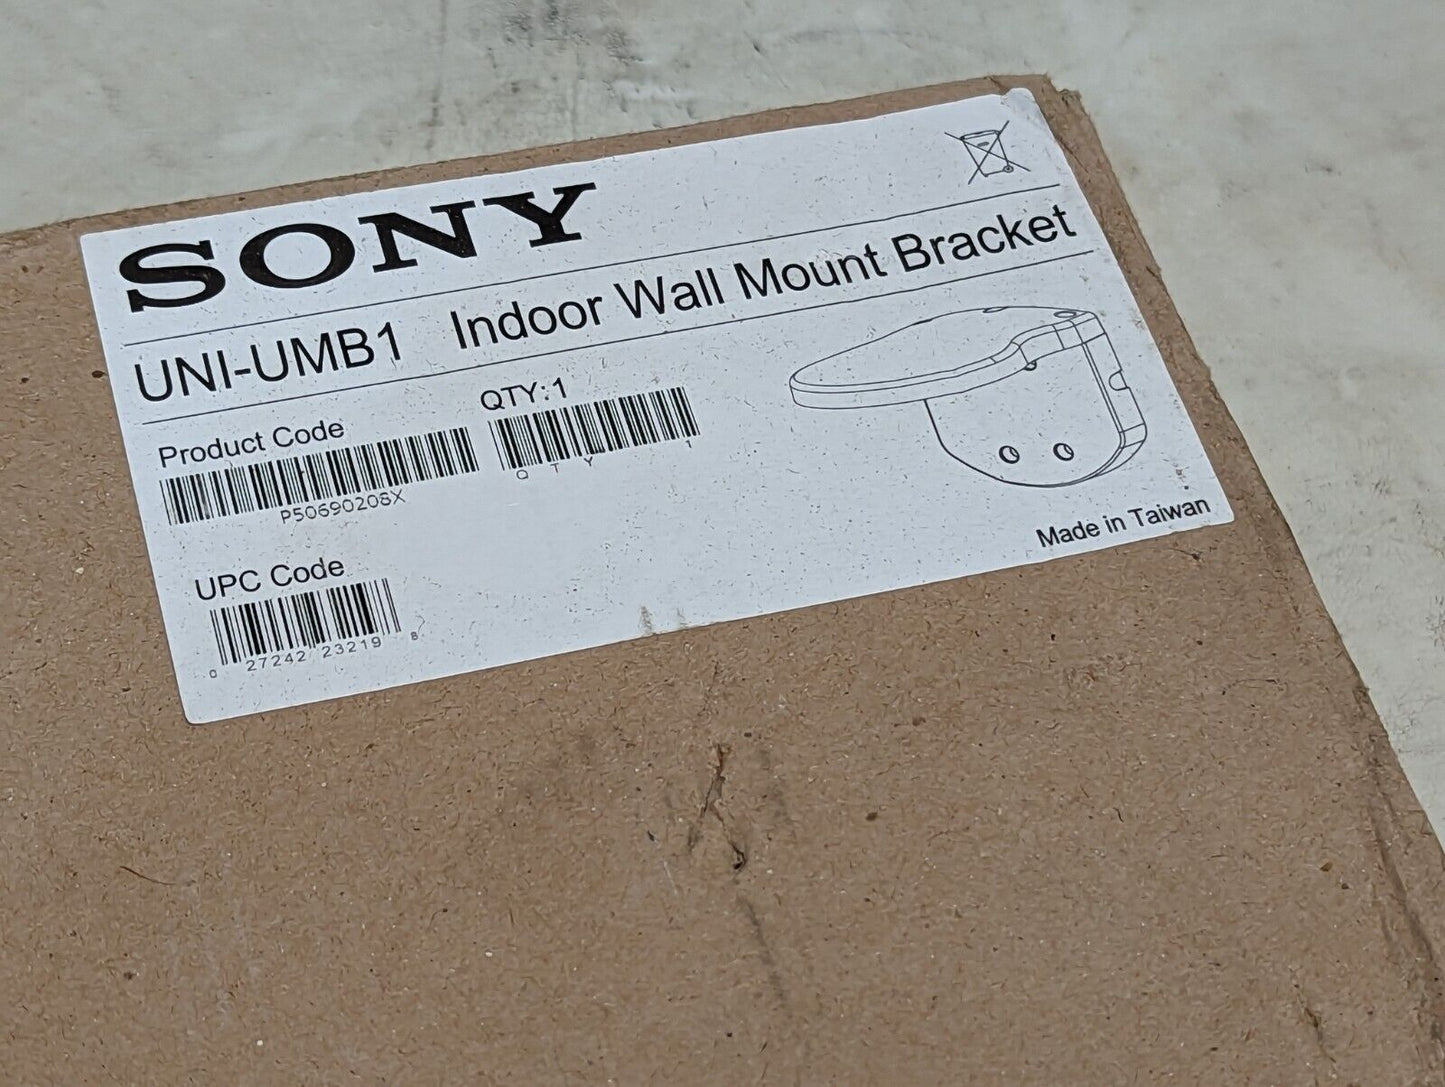 SONY
UNI-UMB1 Indoor Wall Mount Bracket
Product Code
P50690208X
QTY:1
Q T Y 1
UPC Code
0 27242 23219 8
Made in Taiwan